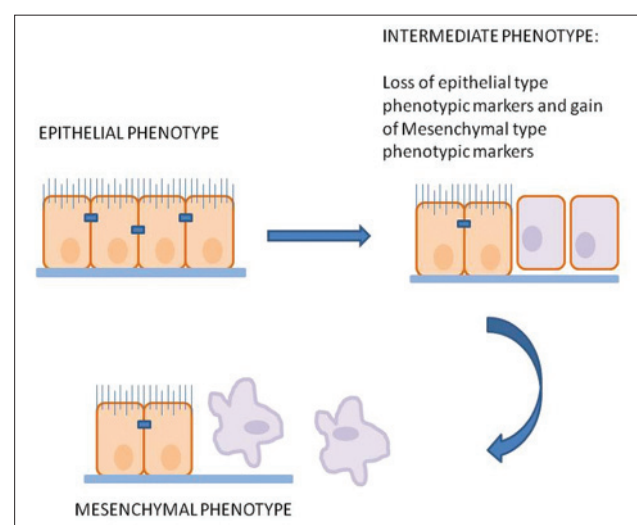 INTERMEDIATE PHENOTYPE:
Loss of epithelial type
phenotypic markers and gain
of Mesenchymal type
phenotypic markers
EPITHELIAL PHENOTYPE
MESENCHYMAL PHENOTYPE